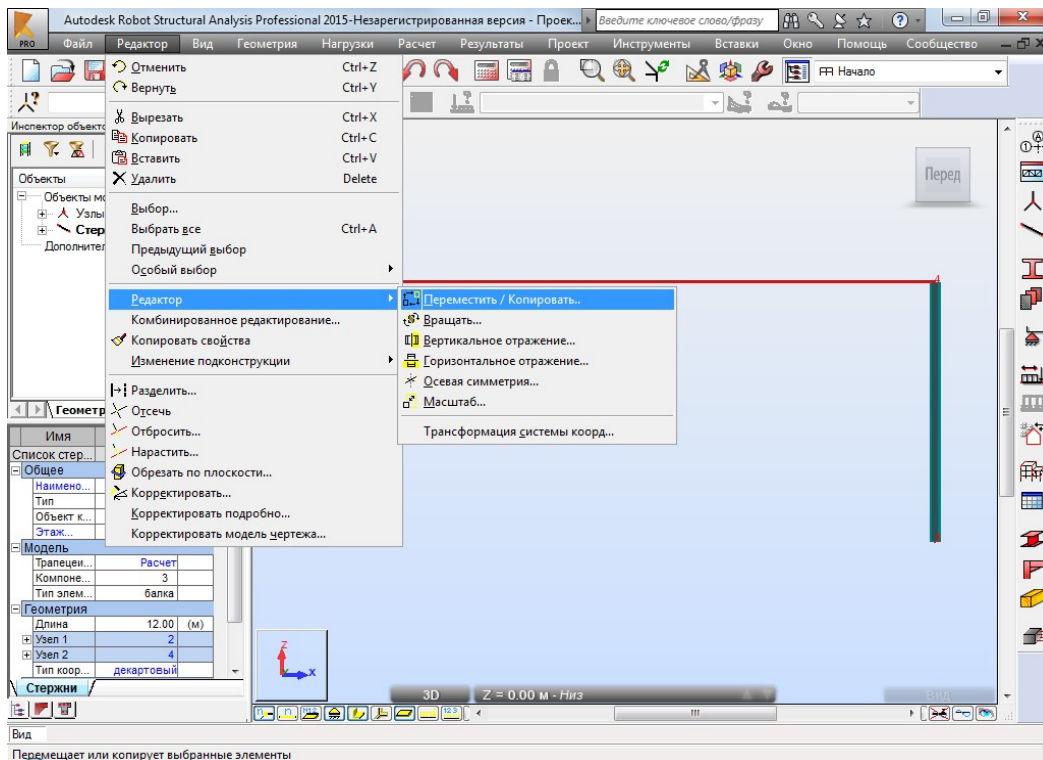 PRO
Autodesk Robot Structural Analysis Professional 2015-Незарегистрированная версия - Проек...
Введите ключевое слово/фразу
Файл Редактор Вид Геометрия Нагрузки Расчет Результаты Проект Инструменты Вставки Окно Помощь Сообщество
Начало
Инспектор объекто
Объекты
Объекты мо
Узлы
Стер
Дополнител
Отменить Ctrl+Z
Вернуть Ctrl+Y
Вырезать Ctrl+X
Копировать Ctrl+C
Вставить Ctrl+V
Удалить Delete
Выбор...
Выбрать все Ctrl+A
Предыдущий выбор
Особый выбор
Редактор
Комбинированное редактирование...
Копировать свойства
Изменение подконструкции
Разделить...
Отсечь
Отбросить...
Нарастить...
Обрезать по плоскости...
Корректировать...
Корректировать подробно...
Корректировать модель чертежа...
Переместить / Копировать..
Вращать...
Вертикальное отражение...
Горизонтальное отражение...
Осевая симметрия...
Масштаб...
Трансформация системы коорд...
Перед
Геометр
Имя
Список стер...
Общее
Наимено...
Тип
Объект к...
Этаж...
Модель
Трапецеи... Расчет
Компоне... 3
Тип элем... балка
Геометрия
Длина 12.00 (м)
Узел 1 2
Узел 2 4
Тип коор... декартовый
Стержни
Z
X
3D Z = 0,00 м - Низ
ВИД
Вид
Перемещает или копирует выбранные элементы